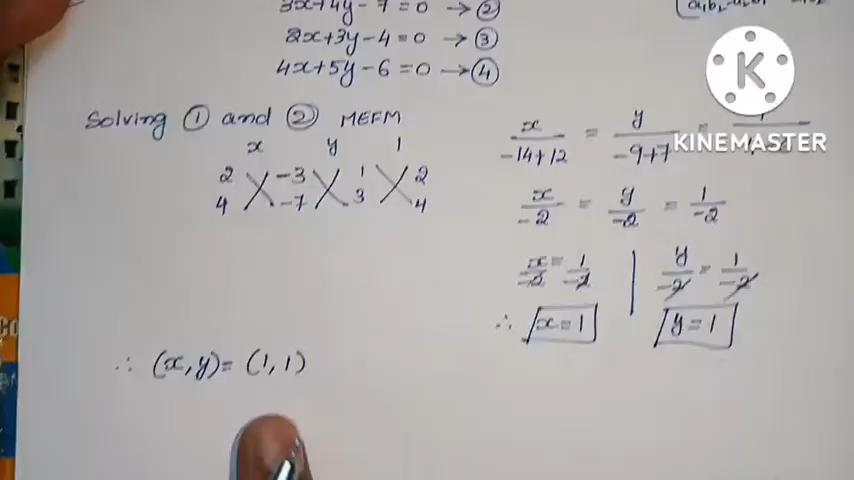 3x+4y-7=0 → ②
2x+3y-4=0 → ③
4x+5y-6=0 → ④
Solving ① and ② MEFM
x y 1
2 -3 1 2
4 -7 3 4
∴ (x,y)= (1,1)
x/-14+12 = y/-9+7 =
x/-2 = y/-2 = 1/-2
x/-2 = 1/-2 | y/-2 = 1/-2
∴ x=1 y=1
K
KINEMASTER